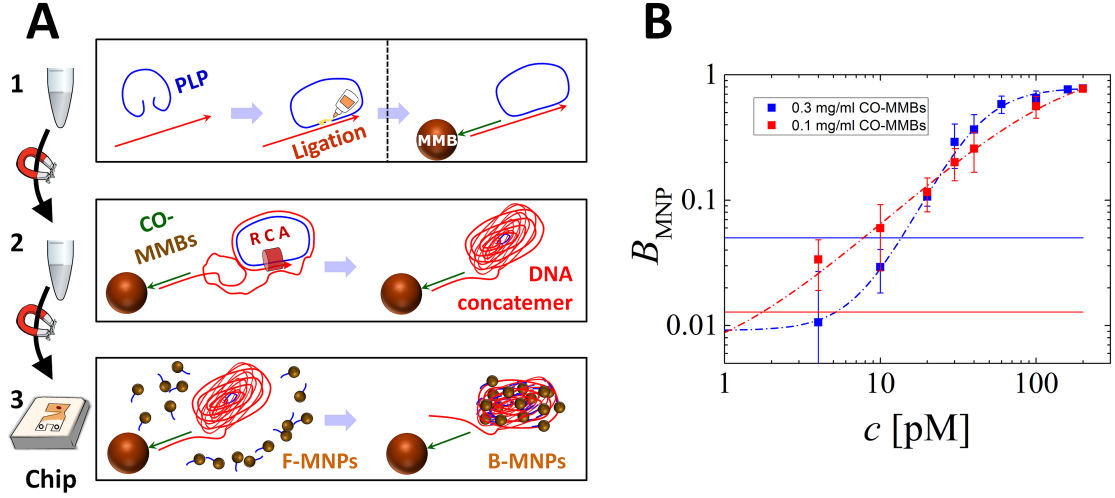 A
1
PLP
Ligation
MMB
2
CO-
MMBs
RCA
DNA
concatemer
3
Chip
F-MNPs
B-MNPs
B
1
0.1
0.01
B_MNP
0.3 mg/ml CO-MMBs
0.1 mg/ml CO-MMBs
1
10
100
c [pM]